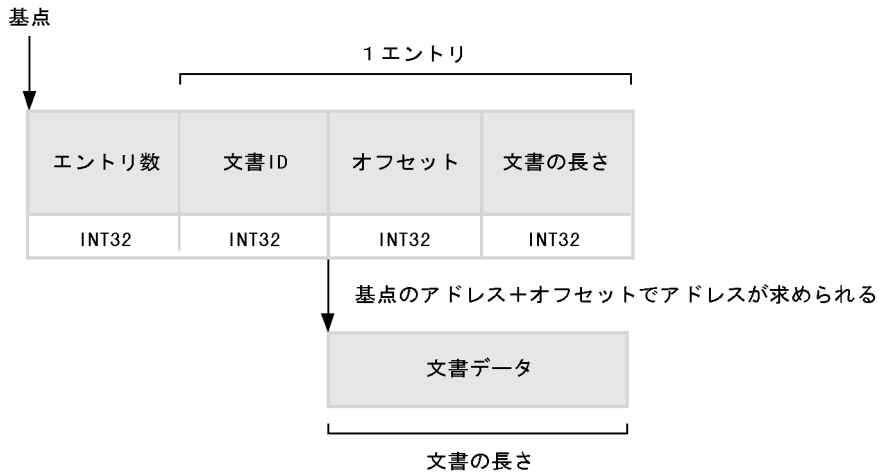 基点
1エントリ
エントリ数 文書ID オフセット 文書の長さ
INT32 INT32 INT32 INT32
基点のアドレス+オフセットでアドレスが求められる
文書データ
文書の長さ